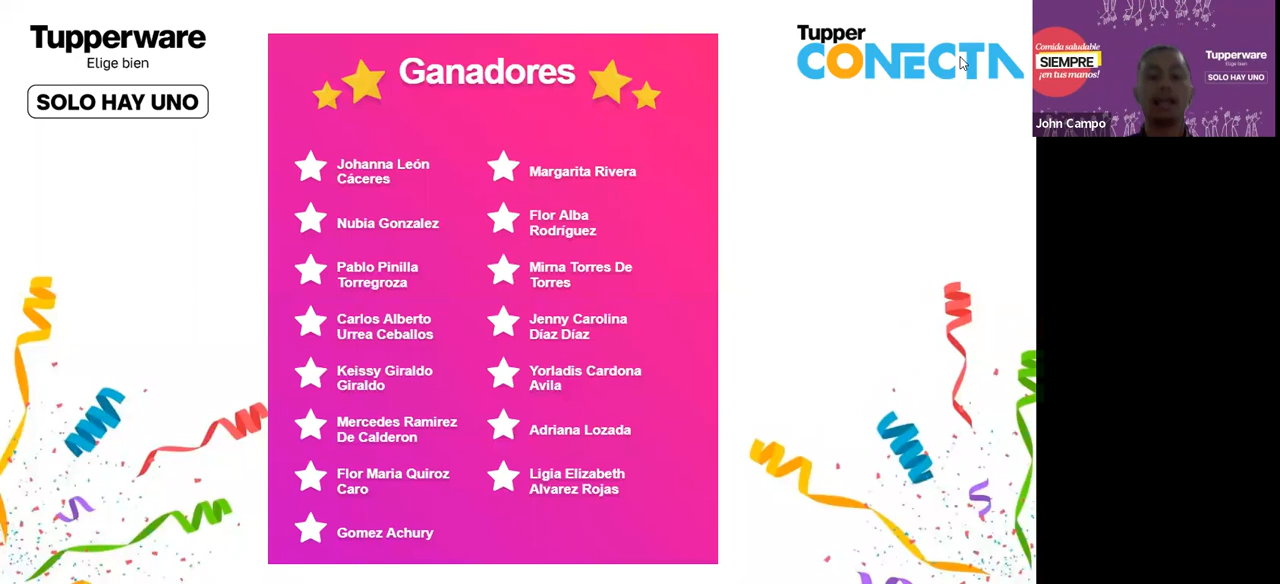 Tupperware
Elige bien
SOLO HAY UNO
Ganadores
Johanna León
Cáceres
Nubia Gonzalez
Pablo Pinilla
Torregroza
Carlos Alberto
Urrea Ceballos
Keissy Giraldo
Giraldo
Mercedes Ramirez
De Calderon
Flor Maria Quiroz
Caro
Gomez Achury
Margarita Rivera
Flor Alba
Rodríguez
Mirna Torres De
Torres
Jenny Carolina
Díaz Díaz
Yorladis Cardona
Avila
Adriana Lozada
Ligia Elizabeth
Alvarez Rojas
Tupper
CONECTA
Comida saludable
SIEMPRE
¡en tus manos!
Tupperware
Elige bien
SOLO HAY UNO
John Campo